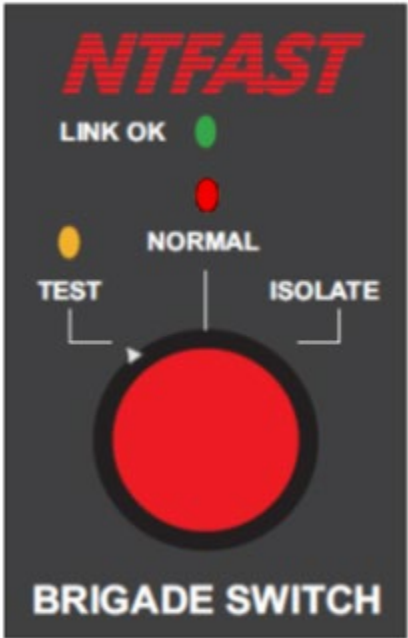 NTFAST
LINK OK
NORMAL
TEST
ISOLATE
BRIGADE SWITCH